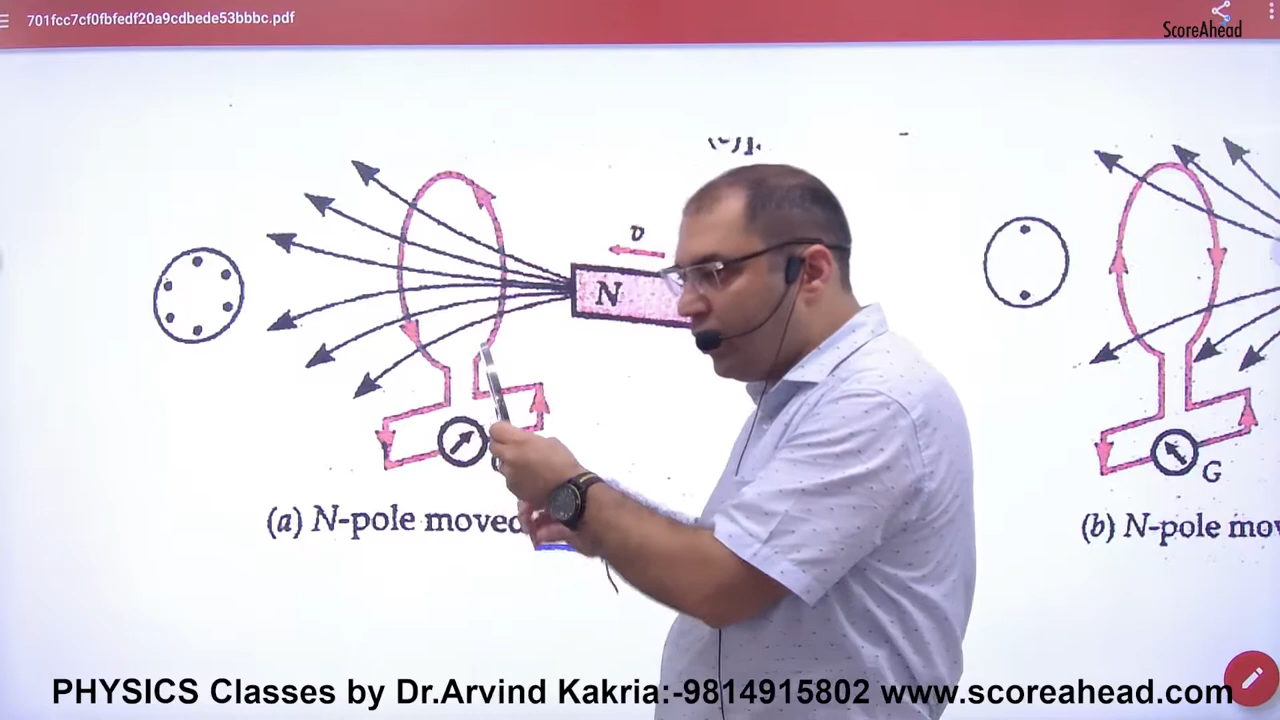 701fcc7cf0fbfedf20a9cdbede53bbbc.pdf
ScoreAhead
υ
N
G
(a) N-pole moved
(b) N-pole mov
PHYSICS Classes by Dr.Arvind Kakria:-9814915802 www.scoreahead.com